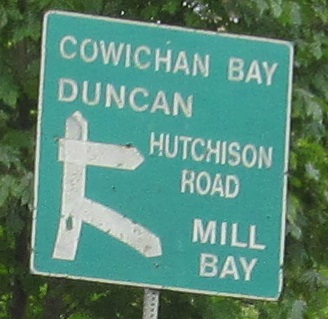 COWICHAN BAY
DUNCAN
HUTCHISON
ROAD
MILL
BAY